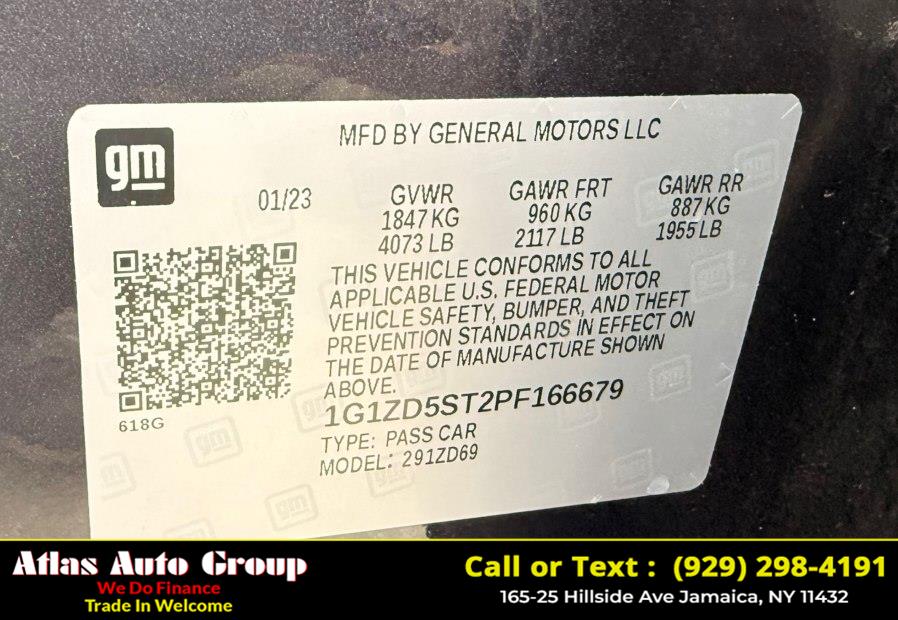 gm
MFD BY GENERAL MOTORS LLC
01/23
GVWR GAWR FRT GAWR RR
1847 KG 960 KG 887 KG
4073 LB 2117 LB 1955 LB
THIS VEHICLE CONFORMS TO ALL
APPLICABLE U.S. FEDERAL MOTOR
VEHICLE SAFETY, BUMPER, AND THEFT
PREVENTION STANDARDS IN EFFECT ON
THE DATE OF MANUFACTURE SHOWN
ABOVE.
618G
1G1ZD5ST2PF166679
TYPE: PASS CAR
MODEL: 291ZD69
Atlas Auto Group
We Do Finance
Trade In Welcome
Call or Text : (929) 298-4191
165-25 Hillside Ave Jamaica, NY 11432